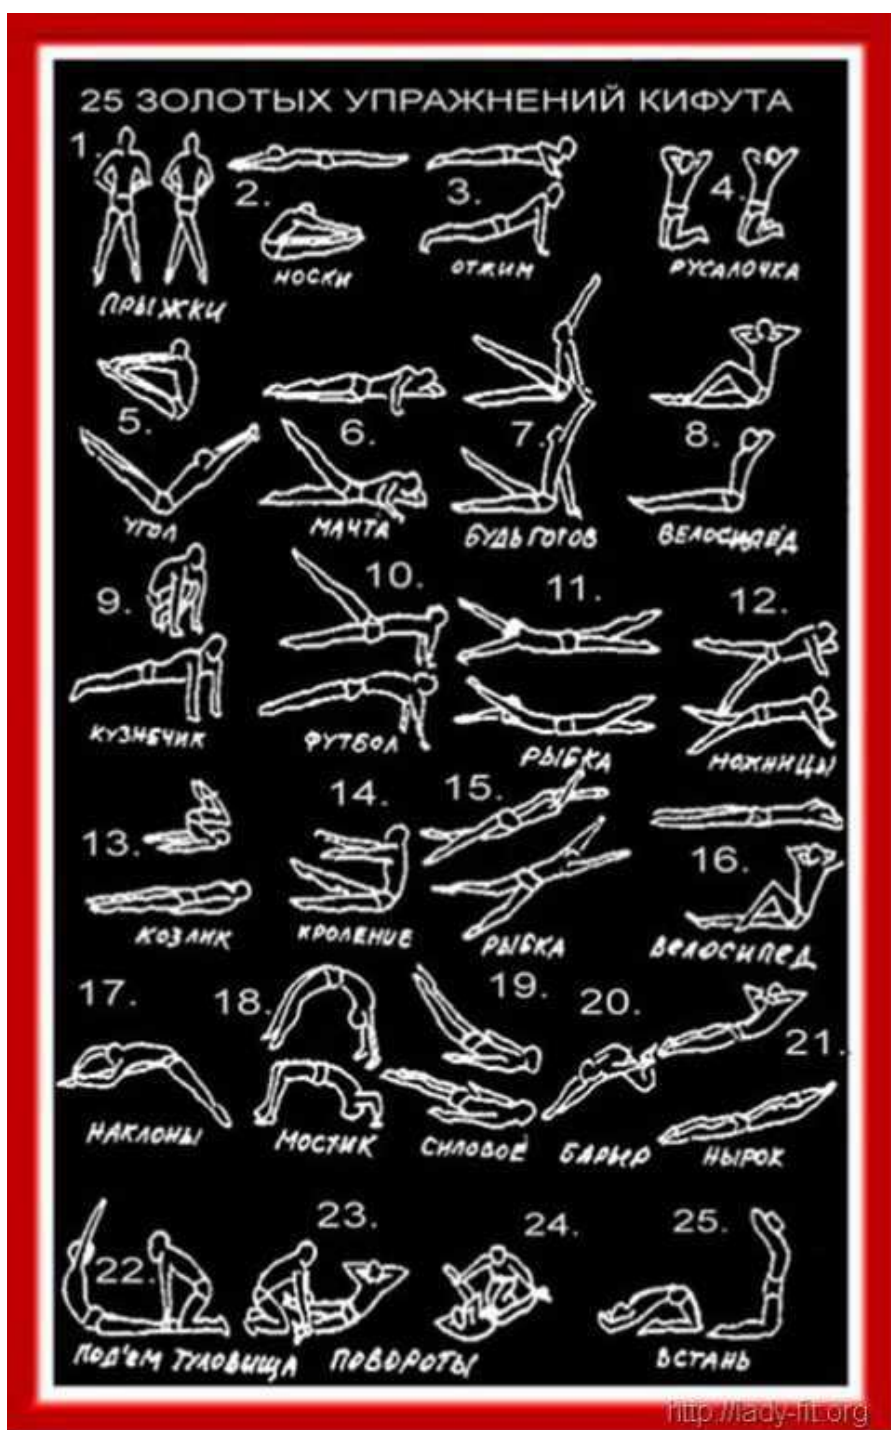 25 ЗОЛОТЫХ УПРАЖНЕНИЙ КИФУТА
1.
ПРЫЖКИ
2.
НОСКИ
3.
ОТЖИМ
4.
РУСАЛОЧКА
5.
УГОЛ
6.
МАЧТА
7.
БУДЬ ГОТОВ
8.
ВЕЛОСИПЕД
9.
КУЗНЕЧИК
10.
ФУТБОЛ
11.
РЫБКА
12.
НОЖНИЦЫ
13.
КОЗЛИК
14.
КРОЛЕНИЕ
15.
РЫБКА
16.
ВЕЛОСИПЕД
17.
НАКЛОНЫ
18.
МОСТИК
19.
СИЛОВОЕ
20.
БАРЬЕР
21.
НЫРОК
22.
ПОД'ЕМ ТУЛОВИЩА
23.
ПОВОРОТЫ
24.
25.
ВСТАНЬ
http://lady-fit.org